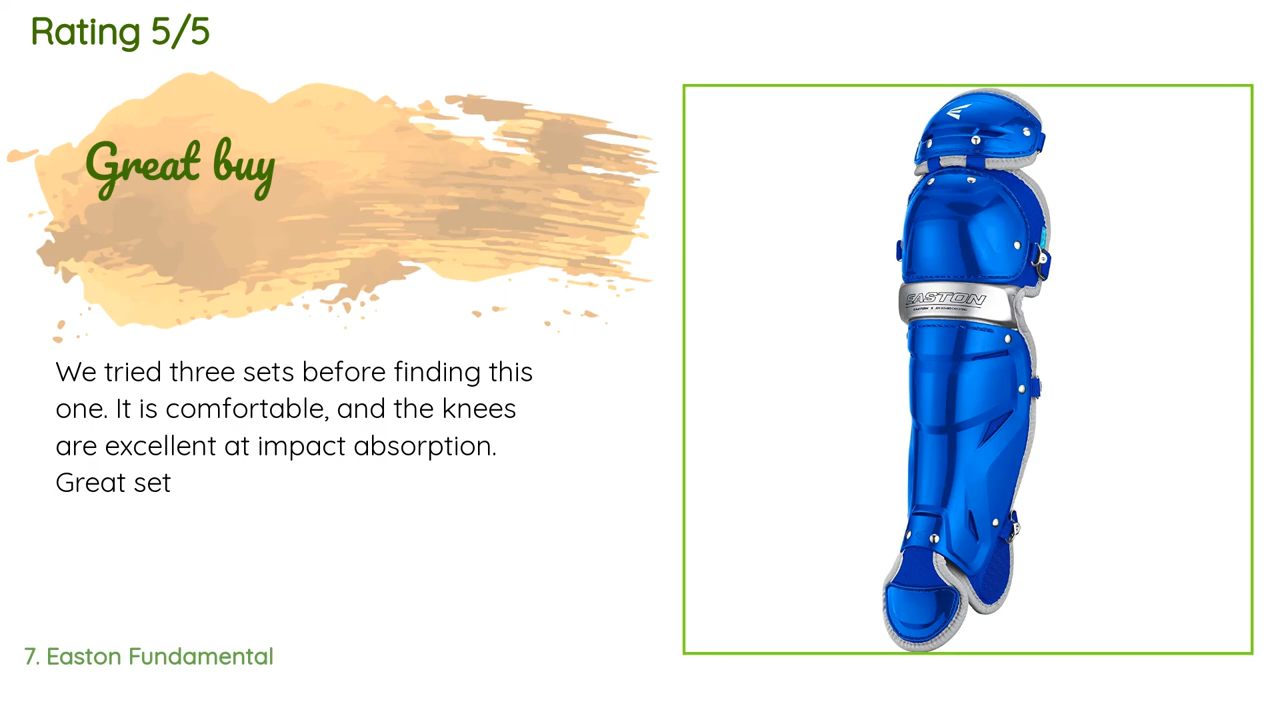 Rating 5/5
Great buy
We tried three sets before finding this
one. It is comfortable, and the knees
are excellent at impact absorption.
Great set
EASTON
7. Easton Fundamental